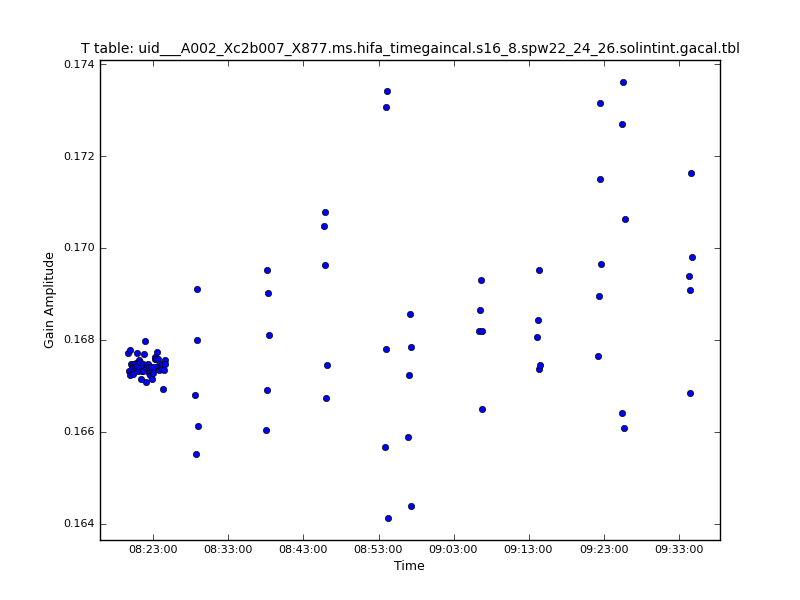 T table: uid___A002_Xc2b007_X877.ms.hifa_timegaincal.s16_8.spw22_24_26.solintint.gacal.tbl
0.174
0.172
0.170
0.168
0.166
0.164
Gain Amplitude
08:23:00 08:33:00 08:43:00 08:53:00 09:03:00 09:13:00 09:23:00 09:33:00
Time